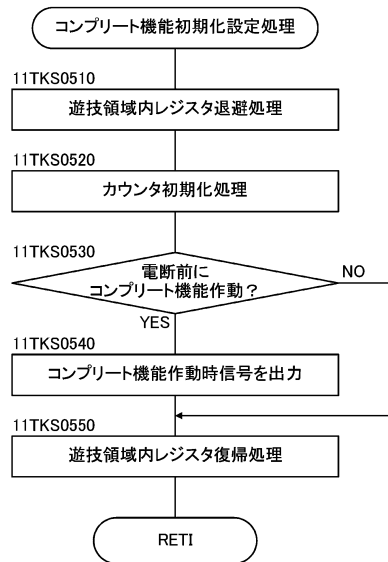 コンプリート機能初期化設定処理
11TKS0510
遊技領域内レジスタ退避処理
11TKS0520
カウンタ初期化処理
11TKS0530
電断前に
コンプリート機能作動？
NO
YES
11TKS0540
コンプリート機能作動時信号を出力
11TKS0550
遊技領域内レジスタ復帰処理
RETI